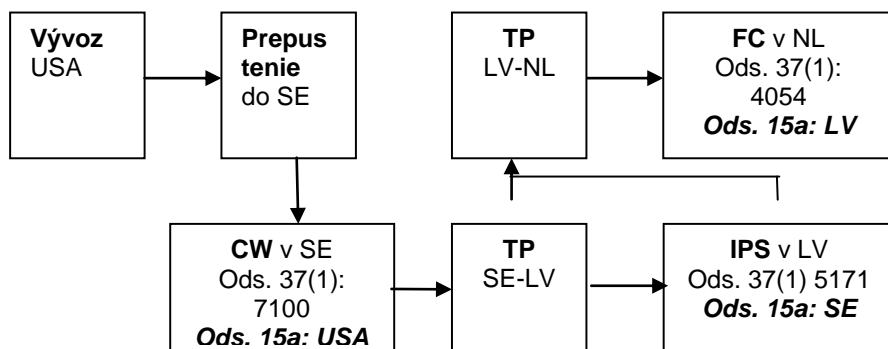 Vývoz
USA
Prepus
tenie
do SE
TP
LV-NL
FC v NL
Ods. 37(1):
4054
Ods. 15a: LV
CW v SE
Ods. 37(1):
7100
Ods. 15a: USA
TP
SE-LV
IPS v LV
Ods. 37(1) 5171
Ods. 15a: SE